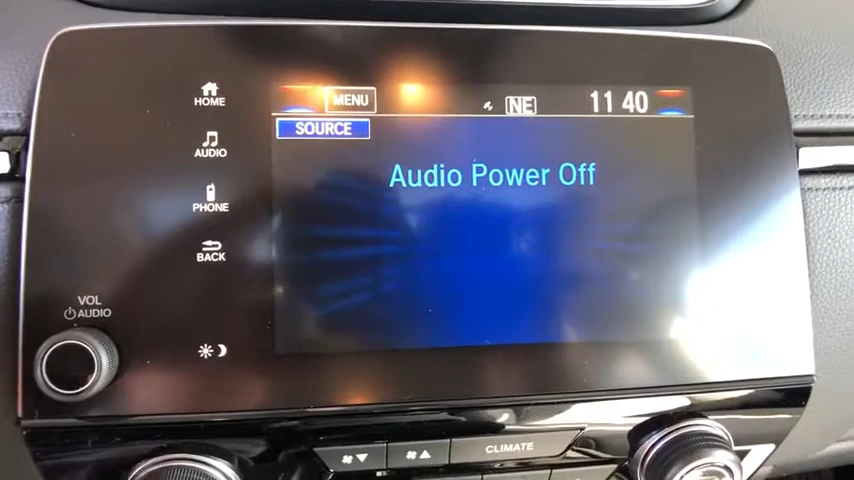 HOME
MENU
NE
11 40
SOURCE
AUDIO
Audio Power Off
PHONE
BACK
VOL
AUDIO
CLIMATE